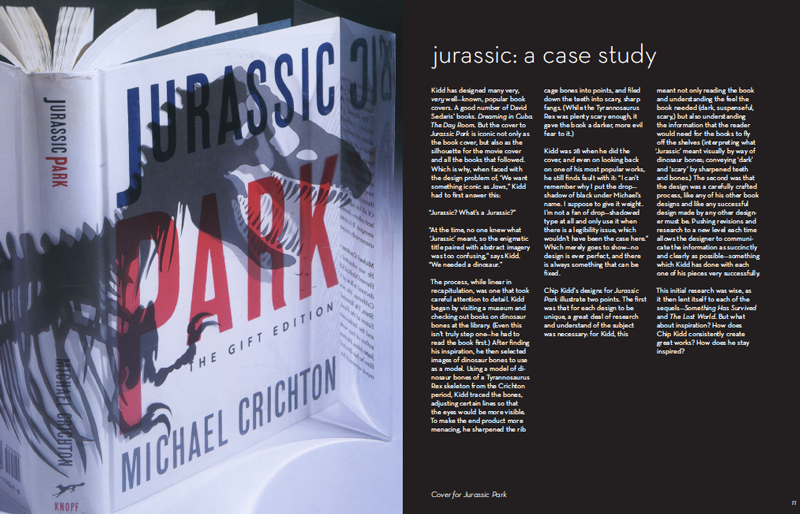 JURASSIC
PARK
THE GIFT EDITION
MICHAEL CRICHTON
JURASSIC PARK
MICHAEL CRICHTON
KNOPF
jurassic: a case study
Kidd has designed many very,
very well-known, popular book
covers. A good number of David
Sedaris' books. Dreaming in Cuba.
The Day Room. But the cover to
Jurassic Park is iconic not only as
the book cover, but also as the
silhouette for the movie cover
and all the books that followed.
Which is why, when faced with
the design problem of, "We want
something iconic as Jaws," Kidd
had to first answer this:
"Jurassic? What's a Jurassic?"
"At the time, no one knew what
'Jurassic' meant, so the enigmatic
title paired with abstract imagery
was too confusing," says Kidd.
"We needed a dinosaur."
The process, while linear in
recapitulation, was one that took
careful attention to detail. Kidd
began by visiting a museum and
checking out books on dinosaur
bones at the library. (Even this
isn't truly step one—he had to
read the book first.) After finding
his inspiration, he then selected
images of dinosaur bones to use
as a model. Using a model of di-
nosaur bones of a Tyrannosaurus
Rex skeleton from the Crichton
period, Kidd traced the bones,
adjusting certain lines so that
the eyes would be more visible.
To make the end product more
menacing, he sharpened the rib
cage bones into points, and filed
down the teeth into scary, sharp
fangs. (While the Tyrannosaurus
Rex was plenty scary enough, it
gave the book a darker, more evil
fear to it.)
Kidd was 28 when he did the
cover, and even on looking back
on one of his most popular works,
he still finds fault with it: "I can't
remember why I put the drop-
shadow of black under Michael's
name. I suppose to give it weight.
I'm not a fan of drop-shadowed
type at all and only use it when
there is a legibility issue, which
wouldn't have been the case here."
Which merely goes to show—no
design is ever perfect, and there
is always something that can be
fixed.
Chip Kidd's designs for Jurassic
Park illustrate two points. The first
was that for each design to be
unique, a great deal of research
and understand of the subject
was necessary: for Kidd, this
meant not only reading the book
and understanding the feel the
book needed (dark, suspenseful,
scary,) but also understanding
the information that the reader
would need for the books to fly
off the shelves (interpreting what
'Jurassic' meant visually by way of
dinosaur bones; conveying 'dark'
and 'scary' by sharpened teeth
and bones.) The second was that
the design was a carefully crafted
process, like any of his other book
designs and like any successful
design made by any other design-
er must be. Pushing revisions and
research to a new level each time
allows the designer to communi-
cate the information as succinctly
and clearly as possible—something
which Kidd has done with each
one of his pieces very successfully.
This initial research was wise, as
it then lent itself to each of the
sequels—Something Has Survived
and The Lost World. But what
about inspiration? How does
Chip Kidd consistently create
great works? How does he stay
inspired?
Cover for Jurassic Park
11